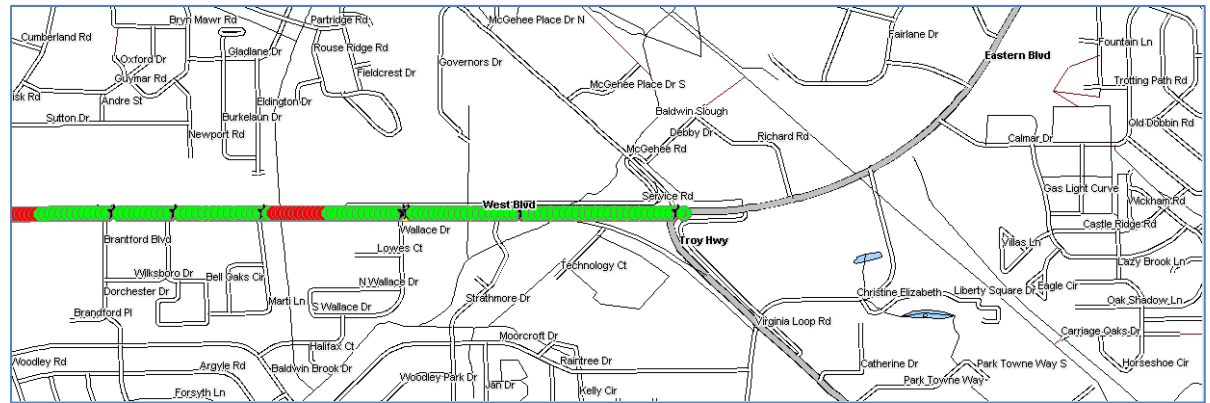 Bryn Mawr Rd
Partridge Rd
McGehee Place Dr N
Cumberland Rd
Fairlane Dr
Fountain Ln
Rouse Ridge Rd
Gladlane Dr
Eastern Blvd
Oxford Dr
Governors Dr
Fieldcrest Dr
Guymar Rd
Trotting Path Rd
McGehee Place Dr S
isk Rd
Andre St
Eldington Dr
Baldwin Slough
Sutton Dr
Burkelaun Dr
Old Dobbin Rd
Newport Rd
Debby Dr
Richard Rd
Calmar Dr
McGehee Rd
Gas Light Curve
Service Rd
Wickham Rd
West Blvd
Castle Ridge Rd
Wallace Dr
Brantford Blvd
Troy Hwy
Villas Ln
Lowes Ct
Lazy Brook Ln
Technology Ct
Wilksboro Dr
Bell Oaks Cir
N Wallace Dr
Eagle Cir
Dorchester Dr
Christine Elizabeth
Liberty Square Dr
Strathmore Dr
Oak Shadow Ln
Marti Ln
S Wallace Dr
Brandford Pl
Virginia Loop Rd
Carriage Oaks Dr
Moorcroft Dr
Halifax Ct
Woodley Rd
Argyle Rd
Baldwin Brook Dr
Raintree Dr
Catherine Dr
Park Towne Way S
Horseshoe Cir
Woodley Park Dr
Jan Dr
Park Towne Way
Forsyth Ln
Kelly Cir